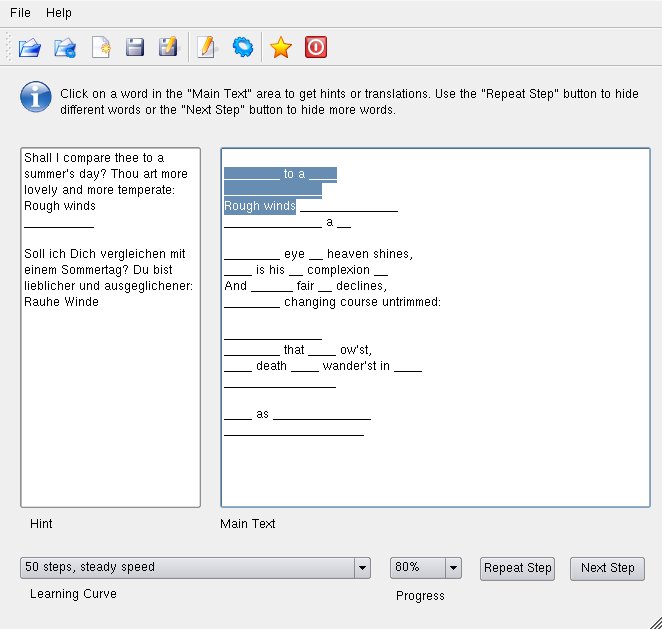 File Help
Click on a word in the "Main Text" area to get hints or translations. Use the "Repeat Step" button to hide
different words or the "Next Step" button to hide more words.
Shall I compare thee to a
summer's day? Thou art more
lovely and more temperate:
Rough winds
__________
Soll ich Dich vergleichen mit
einem Sommertag? Du bist
lieblicher und ausgeglichener:
Rauhe Winde
________ to a ____
______________
Rough winds ______________
______________ a __
________ eye __ heaven shines,
____ is his __ complexion __
And ______ fair __ declines,
________ changing course untrimmed:
______________
________ that ____ ow'st,
____ death ____ wander'st in ____
________________
____ as ______________
____________________
Hint
Main Text
50 steps, steady speed
80%
Repeat Step
Next Step
Learning Curve
Progress